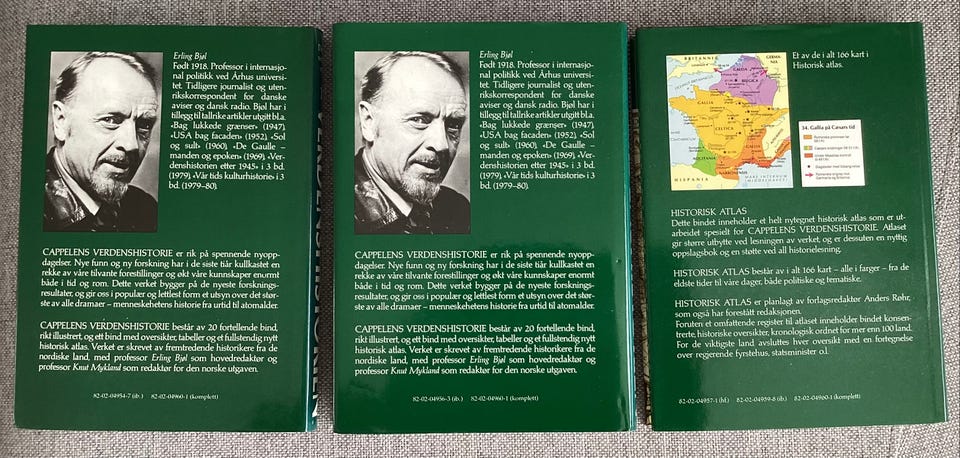 Erling Bjøl
Født 1918. Professor i internasjo-
nal politikk ved Århus universi-
tet. Tidligere journalist og uten-
rikskorrespondent for danske
aviser og dansk radio. Bjøl har i
tillegg til tallrike artikler utgitt bl.a.
«Bag lukkede grænser» (1947),
«USA bag facaden» (1952), «Sol
og sult» (1960), «De Gaulle –
manden og epoken» (1969), «Ver-
denshistorien etter 1945» i 3 bd.
(1979), «Vår tids kulturhistorie» i 3
bd. (1979–80).
CAPPELENS VERDENSHISTORIE er rik på spennende nyopp-
dagelser. Nye funn og ny forskning har i de siste tiår kullkastet en
rekke av våre tilvante forestillinger og økt våre kunnskaper enormt
både i tid og rom. Dette verket bygger på de nyeste forsknings-
resultater, og gir oss i populær og lettlest form et utsyn over det stør-
ste av alle dramaer – menneskehetens historie fra urtid til atomalder.
CAPPELENS VERDENSHISTORIE består av 20 fortellende bind,
rikt illustrert, og ett bind med oversikter, tabeller og et fullstendig nytt
historisk atlas. Verket er skrevet av fremtredende historikere fra de
nordiske land, med professor Erling Bjøl som hovedredaktør og
professor Knut Mykland som redaktør for den norske utgaven.
82-02-04954-7 (ib.) 82-02-04960-1 (komplett)
Erling Bjøl
Født 1918. Professor i internasjo-
nal politikk ved Århus universi-
tet. Tidligere journalist og uten-
rikskorrespondent for danske
aviser og dansk radio. Bjøl har i
tillegg til tallrike artikler utgitt bl.a.
«Bag lukkede grænser» (1947),
«USA bag facaden» (1952), «Sol
og sult» (1960), «De Gaulle –
manden og epoken» (1969), «Ver-
denshistorien etter 1945» i 3 bd.
(1979), «Vår tids kulturhistorie» i 3
bd. (1979–80).
CAPPELENS VERDENSHISTORIE er rik på spennende nyopp-
dagelser. Nye funn og ny forskning har i de siste tiår kullkastet en
rekke av våre tilvante forestillinger og økt våre kunnskaper enormt
både i tid og rom. Dette verket bygger på de nyeste forsknings-
resultater, og gir oss i populær og lettlest form et utsyn over det stør-
ste av alle dramaer – menneskehetens historie fra urtid til atomalder.
CAPPELENS VERDENSHISTORIE består av 20 fortellende bind,
rikt illustrert, og ett bind med oversikter, tabeller og et fullstendig nytt
historisk atlas. Verket er skrevet av fremtredende historikere fra de
nordiske land, med professor Erling Bjøl som hovedredaktør og
professor Knut Mykland som redaktør for den norske utgaven.
82-02-04956-3 (ib.) 82-02-04960-1 (komplett)
Et av de i alt 166 kart i
Historisk atlas.
BRITANNIE
GERMA-
NIA
GALLIA
BELGICA
GALLIA
CELTICA
AQUITANIA
NARBONENSIS
HISPANIA
MARE INTERNUM
34. Gallia på Cæsars tid
HISTORISK ATLAS
Dette bindet inneholder et helt nytegnet historisk atlas som er ut-
arbeidet spesielt for CAPPELENS VERDENSHISTORIE. Atlaset
gir større utbytte ved lesningen av verket, og er dessuten en nyttig
oppslagsbok og en støtte ved all historielesning.
HISTORISK ATLAS består av i alt 166 kart – alle i farger – fra de
eldste tider til våre dager, både politiske og tematiske.
HISTORISK ATLAS er planlagt av forlagsredaktør Anders Røhr,
som også har forestått redaksjonen.
Foruten et omfattende register til atlaset inneholder bindet konsen-
trerte, historiske oversikter, kronologisk ordnet for mer enn 100 land.
For de viktigste land avsluttes hver oversikt med en fortegnelse
over regjerende fyrstehus, statsministre o.l.
82-02-04957-1 (hf.) 82-02-04959-8 (ib.) 82-02-04960-1 (komplett)